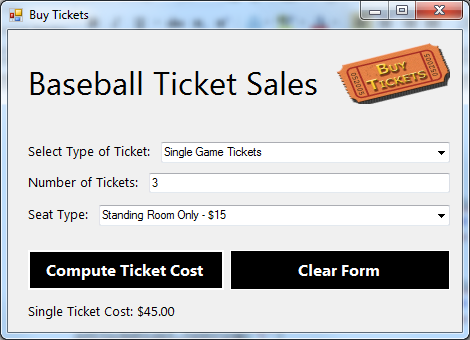 Buy Tickets
Baseball Ticket Sales
BUY
TICKETS
Select Type of Ticket: Single Game Tickets
Number of Tickets: 3
Seat Type: Standing Room Only - $15
Compute Ticket Cost Clear Form
Single Ticket Cost: $45.00